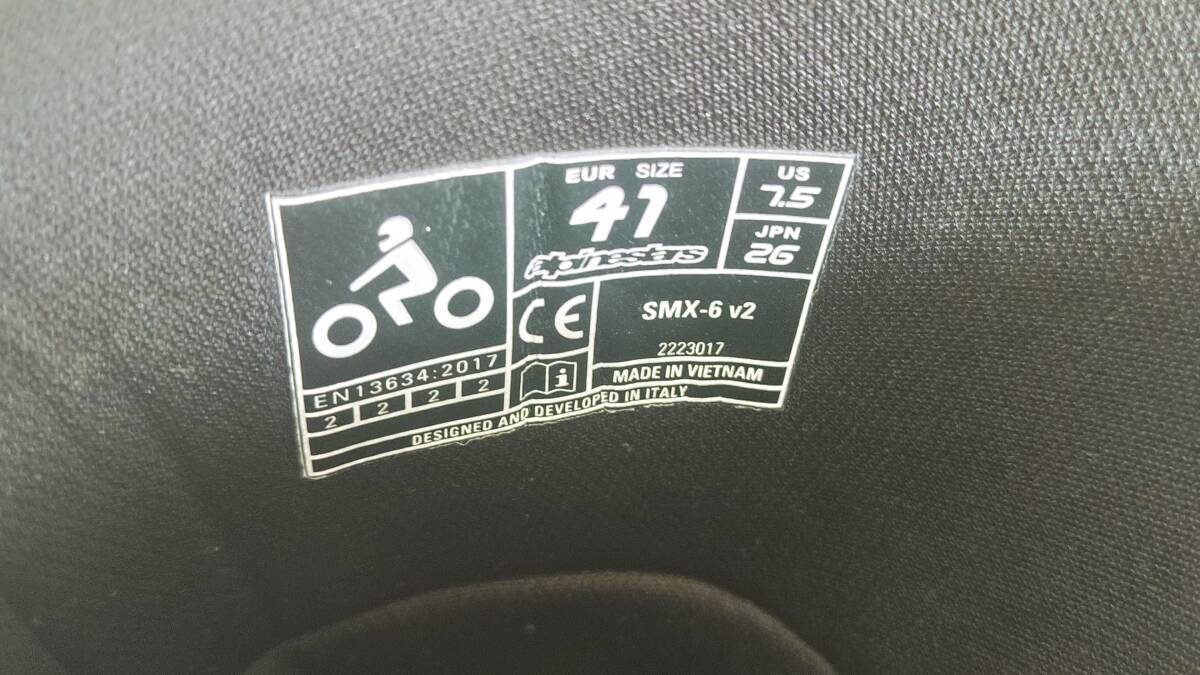 EUR SIZE
41
alpinestars
US
7.5
JPN
26
CE
SMX-6 v2
2223017
EN13634:2017
2 2 2 2
i
MADE IN VIETNAM
DESIGNED AND DEVELOPED IN ITALY